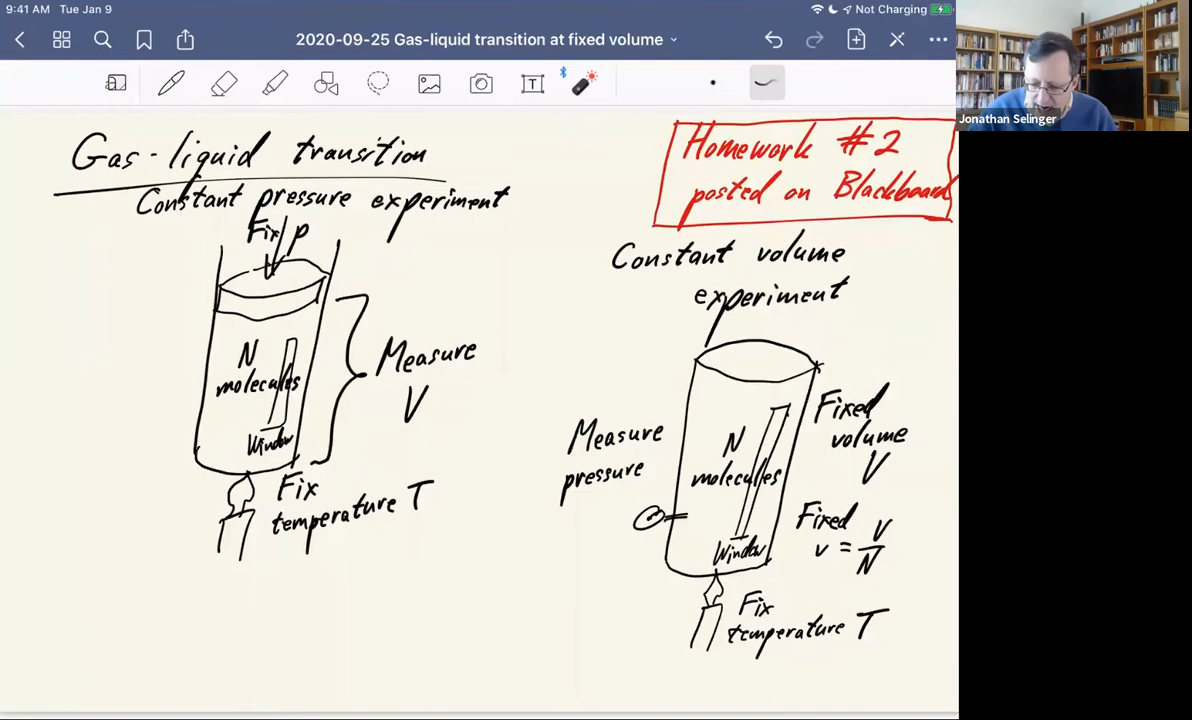 9:41 AM Tue Jan 9
Not Charging
2020-09-25 Gas-liquid transition at fixed volume
T
Jonathan Selinger
Gas-liquid transition
Constant pressure experiment
Fix p
N
molecules
Window
Measure
V
Fix
temperature T
Homework #2
posted on Blackboard
Constant volume
experiment
Measure
pressure
N
molecules
Window
Fixed
volume
V
Fixed
v = V/N
Fix
temperature T